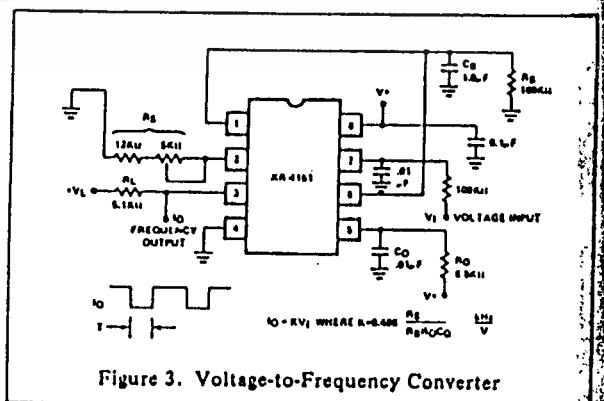 CB
1.0µF
RB
100KΩ
V+
RS
12KΩ 5KΩ
1
8
0.1µF
2
XR-4151
7
.01
µF
+VL
RL
5.1KΩ
3
6
100KΩ
fO
FREQUENCY
OUTPUT
VI VOLTAGE INPUT
4
5
CO
.01µF
RO
6.8KΩ
V+
fO
T
fO = KVI WHERE K=0.486 RS
RBROCO
kHz
V
Figure 3. Voltage-to-Frequency Converter